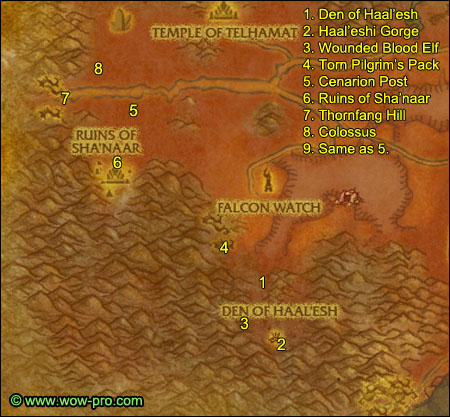 TEMPLE OF TELHAMAT
1. Den of Haal'esh
2. Haal'eshi Gorge
3. Wounded Blood Elf
4. Torn Pilgrim's Pack
5. Cenarion Post
6. Ruins of Sha'naar
7. Thornfang Hill
8. Colossus
9. Same as 5.
8
7
5
RUINS OF
SHA'NAAR
6
FALCON WATCH
4
1
DEN OF HAAL'ESH
3
2
© www.wow-pro.com